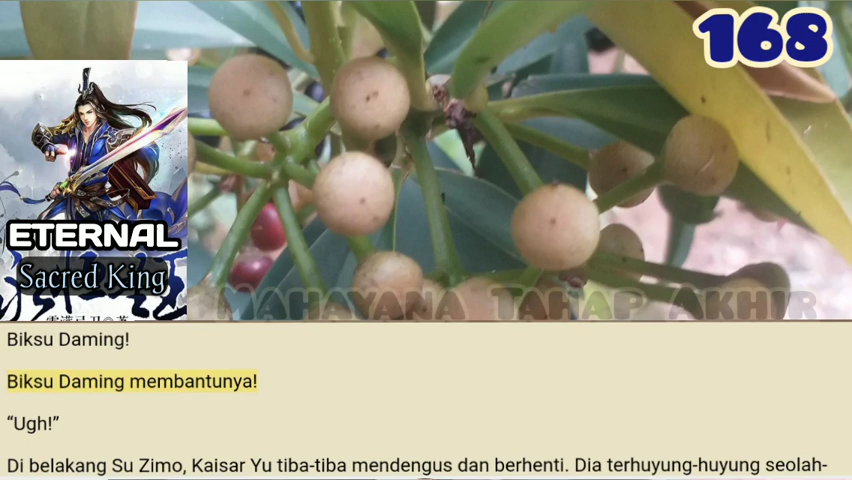 168
ETERNAL
Sacred King
MAHAYANA TAHAP AKHIR
Biksu Daming!
Biksu Daming membantunya!
“Ugh!”
Di belakang Su Zimo, Kaisar Yu tiba-tiba mendengus dan berhenti. Dia terhuyung-huyung seolah-